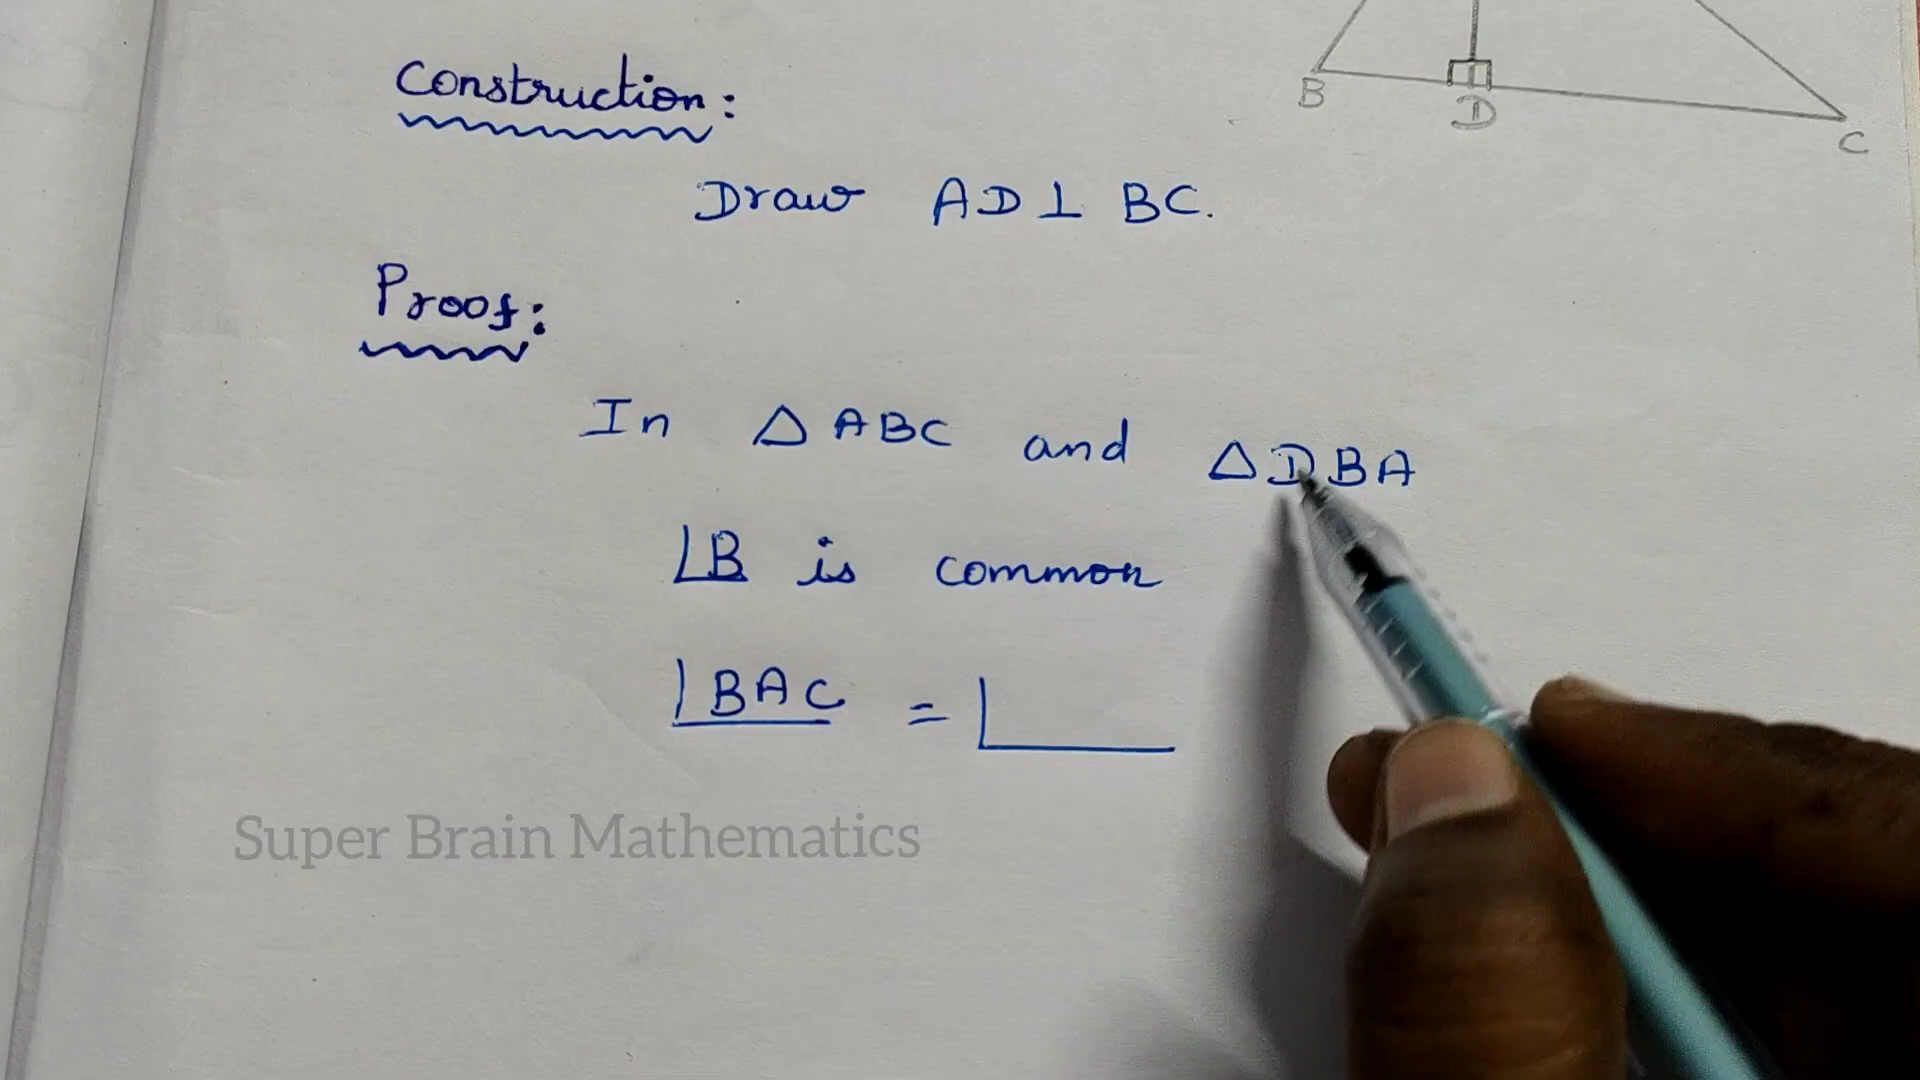 B
D
C
Construction:
Draw AD⊥ BC.
Proof:
In △ABC and △DBA
∠B is common
∠BAC = ∠
Super Brain Mathematics